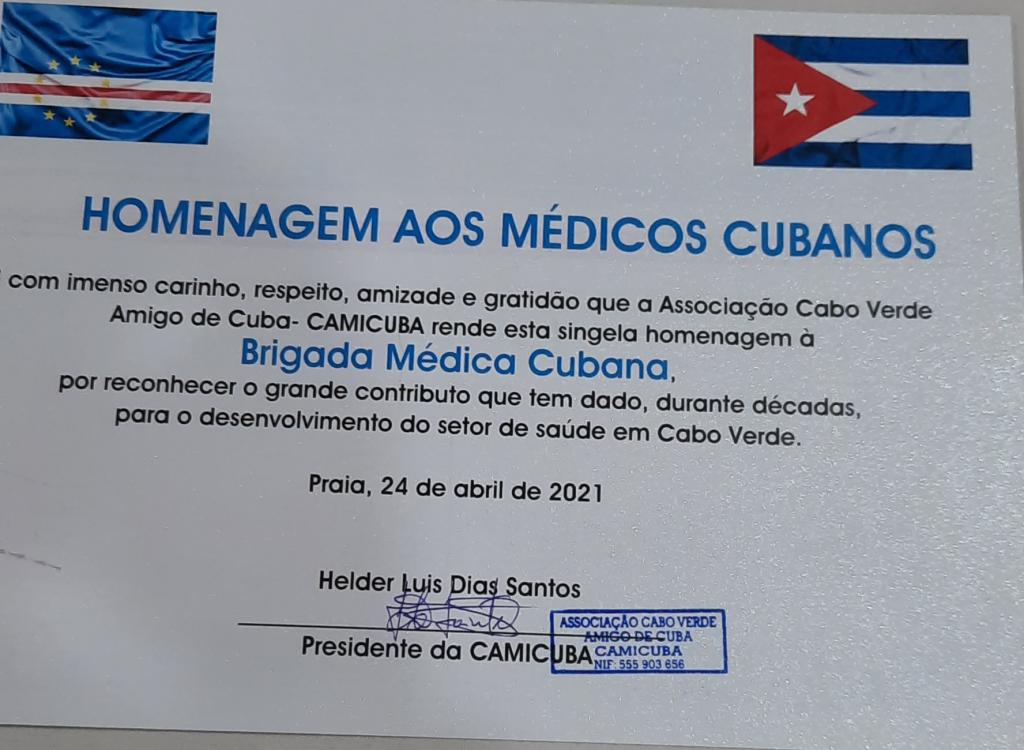 HOMENAGEM AOS MÉDICOS CUBANOS
com imenso carinho, respeito, amizade e gratidão que a Associação Cabo Verde
Amigo de Cuba- CAMICUBA rende esta singela homenagem à
Brigada Médica Cubana,
por reconhecer o grande contributo que tem dado, durante décadas,
para o desenvolvimento do setor de saúde em Cabo Verde.
Praia, 24 de abril de 2021
Helder Luis Dias Santos
Presidente da CAMICUBA
ASSOCIAÇÃO CABO VERDE
AMIGO DE CUBA
CAMICUBA
NIF: 555 903 656